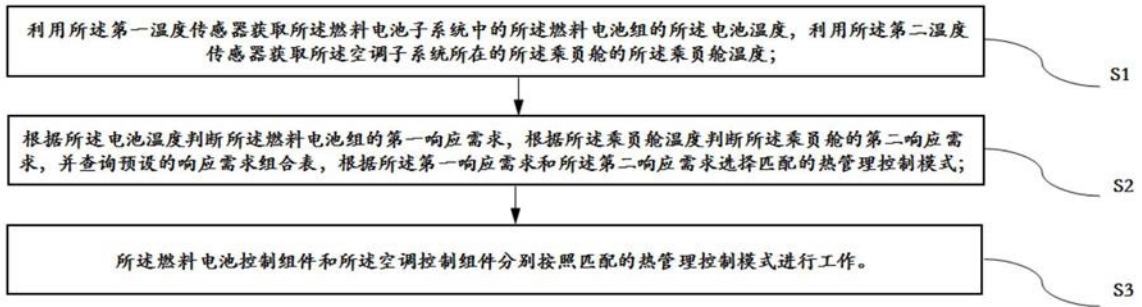 利用所述第一温度传感器获取所述燃料电池子系统中的所述燃料电池组的所述电池温度，利用所述第二温度
传感器获取所述空调子系统所在的所述乘员舱的所述乘员舱温度；
S1
根据所述电池温度判断所述燃料电池组的第一响应需求，根据所述乘员舱温度判断所述乘员舱的第二响应需
求，并查询预设的响应需求组合表，根据所述第一响应需求和所述第二响应需求选择匹配的热管理控制模式；
S2
所述燃料电池控制组件和所述空调控制组件分别按照匹配的热管理控制模式进行工作。
S3